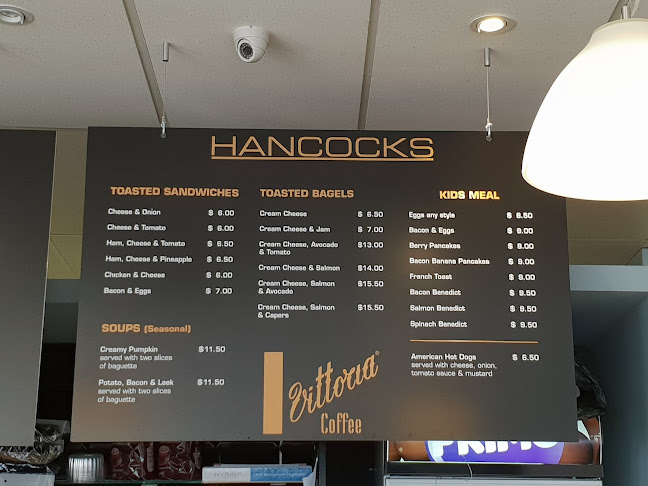 HANCOCKS
TOASTED SANDWICHES
Cheese & Onion $ 6.00
Cheese & Tomato $ 6.00
Ham, Cheese & Tomato $ 6.50
Ham, Cheese & Pineapple $ 6.50
Chicken & Cheese $ 6.00
Bacon & Eggs $ 7.00
SOUPS (Seasonal)
Creamy Pumpkin $11.50
served with two slices
of baguette
Potato, Bacon & Leek $11.50
served with two slices
of baguette
TOASTED BAGELS
Cream Cheese $ 6.50
Cream Cheese & Jam $ 7.00
Cream Cheese, Avocado $13.00
& Tomato
Cream Cheese & Salmon $14.00
Cream Cheese, Salmon $15.50
& Avocado
Cream Cheese, Salmon $15.50
& Capers
Vittoria®
Coffee
KIDS MEAL
Eggs any style $ 6.50
Bacon & Eggs $ 9.00
Berry Pancakes $ 9.00
Bacon Banana Pancakes $ 9.00
French Toast $ 9.00
Bacon Benedict $ 9.50
Salmon Benedict $ 9.50
Spinach Benedict $ 9.50
American Hot Dogs $ 6.50
served with cheese, onion,
tomato sauce & mustard
PRIMO